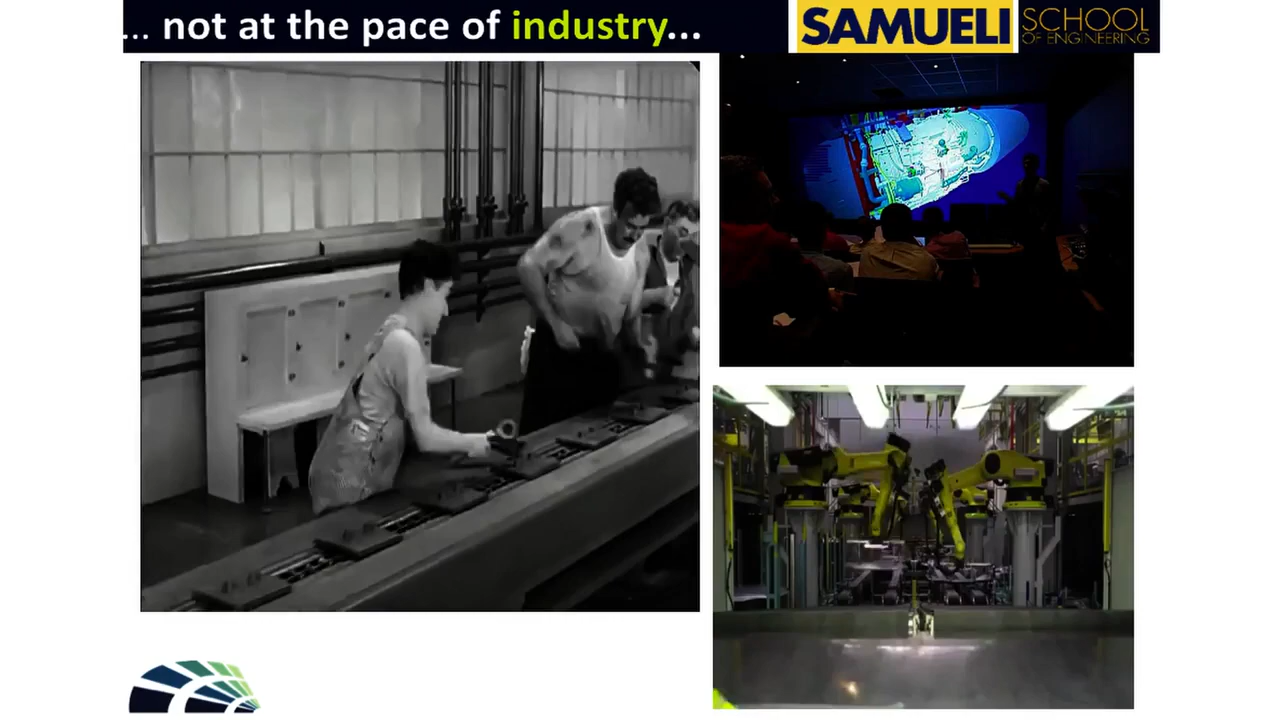 ... not at the pace of industry...
SAMUELI
SCHOOL
OF ENGINEERING